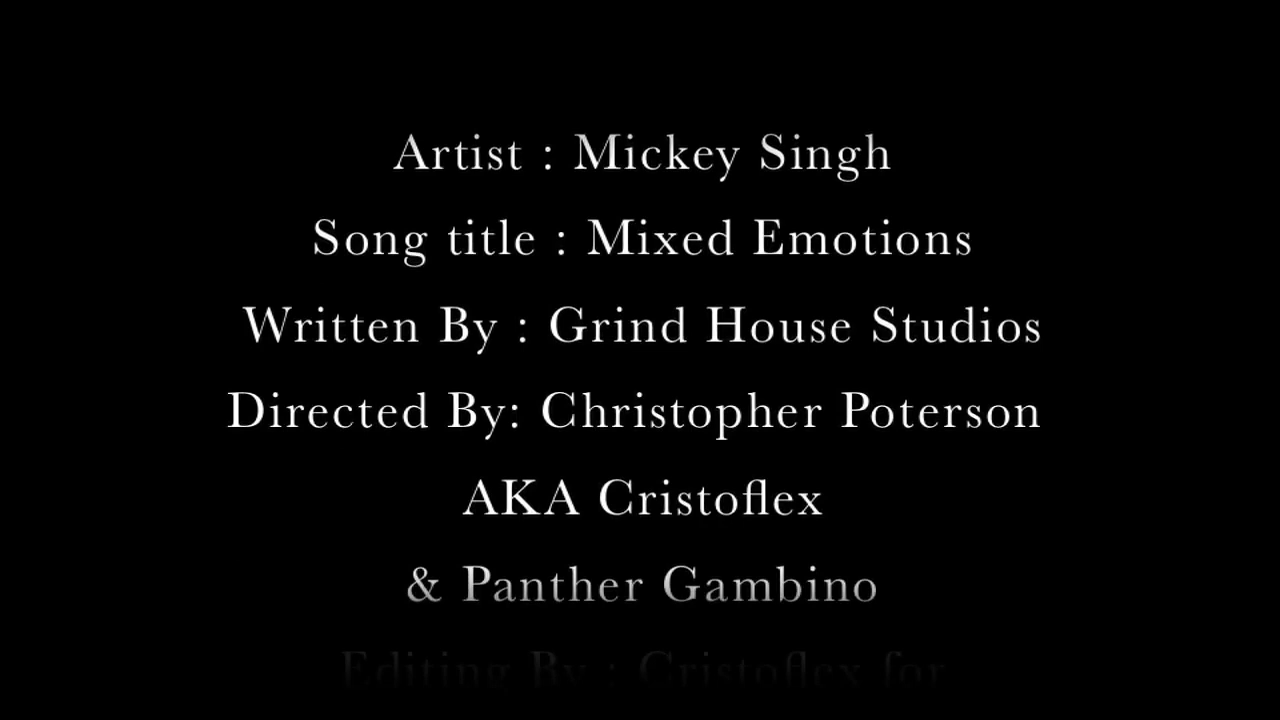 Artist : Mickey Singh
Song title : Mixed Emotions
Written By : Grind House Studios
Directed By: Christopher Poterson
AKA Cristoflex
& Panther Gambino
Editing By : Cristoflex for